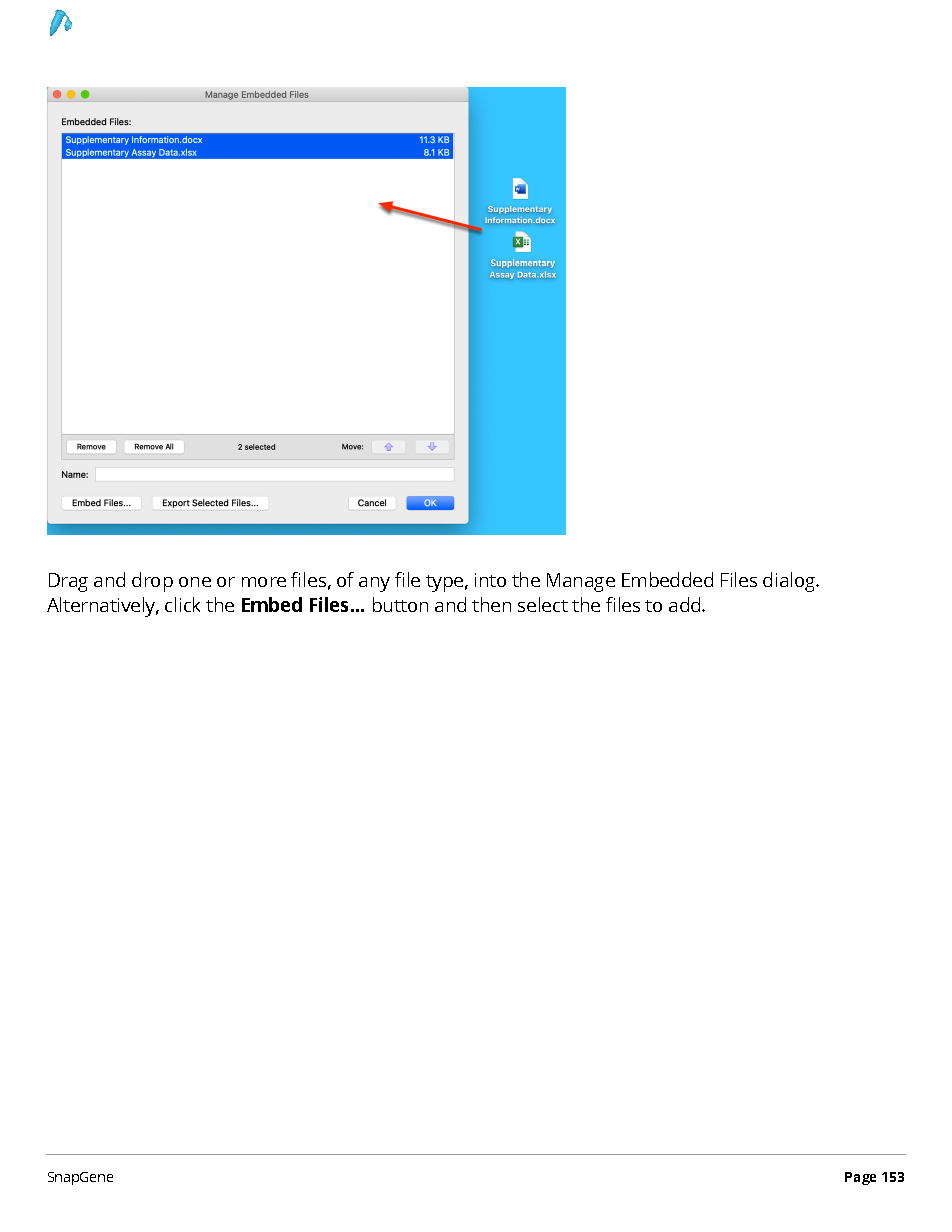 Manage Embedded Files
Embedded Files:
Supplementary Information.docx 11.3 KB
Supplementary Assay Data.xlsx 8.1 KB
Supplementary
Information.docx
Supplementary
Assay Data.xlsx
Remove Remove All 2 selected Move:
Name:
Embed Files... Export Selected Files... Cancel OK
Drag and drop one or more files, of any file type, into the Manage Embedded Files dialog.
Alternatively, click the Embed Files... button and then select the files to add.
SnapGene Page 153